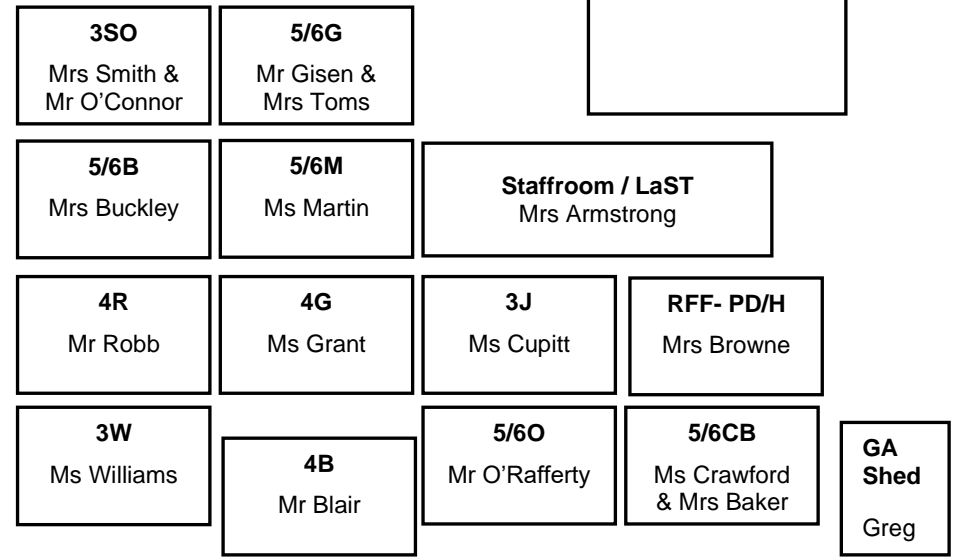 3SO
Mrs Smith &
Mr O’Connor
5/6G
Mr Gisen &
Mrs Toms
5/6B
Mrs Buckley
5/6M
Ms Martin
Staffroom / LaST
Mrs Armstrong
4R
Mr Robb
4G
Ms Grant
3J
Ms Cupitt
RFF- PD/H
Mrs Browne
3W
Ms Williams
4B
Mr Blair
5/6O
Mr O’Rafferty
5/6CB
Ms Crawford
& Mrs Baker
GA
Shed
Greg